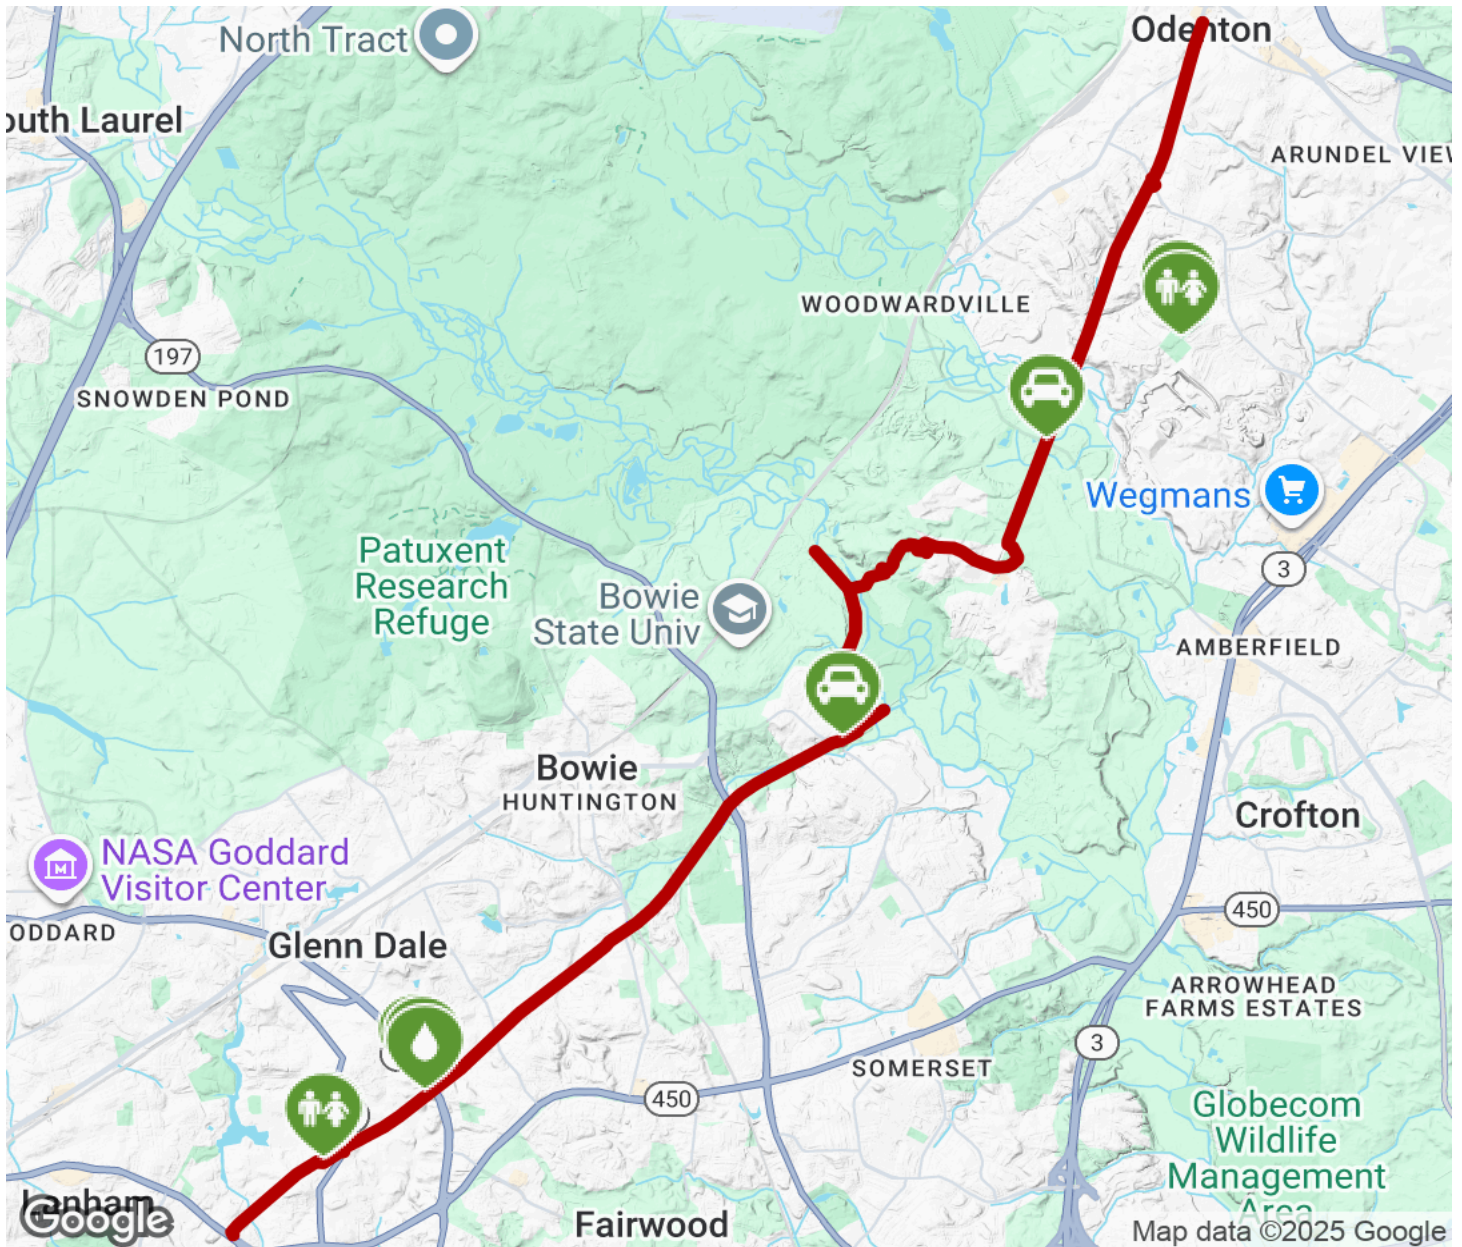 Odenton
North Tract
outh Laurel
ARUNDEL VIEW
WOODWARDVILLE
197
SNOWDEN POND
Wegmans
Patuxent
Research
Refuge
3
Bowie
State Univ
AMBERFIELD
Bowie
HUNTINGTON
Crofton
NASA Goddard
Visitor Center
450
ODDARD
Glenn Dale
ARROWHEAD
FARMS ESTATES
3
SOMERSET
450
Globecom
Wildlife
Management
Area
Lanham
Google
Fairwood
Map data ©2025 Google